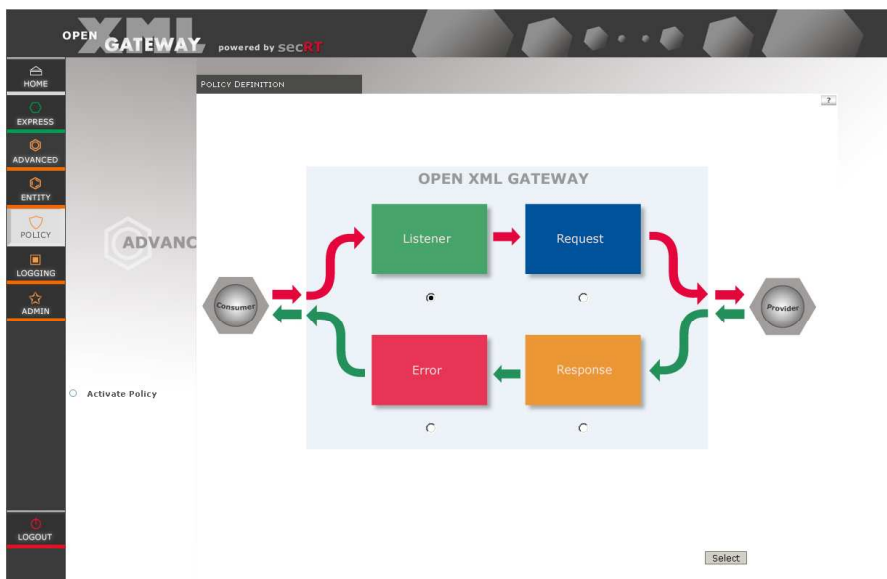 OPEN XML
GATEWAY powered by secRT
HOME
EXPRESS
ADVANCED
ENTITY
POLICY
LOGGING
ADMIN
LOGOUT
POLICY DEFINITION
?
ADVANC
Activate Policy
OPEN XML GATEWAY
Listener
Request
Consumer
Provider
Error
Response
Select